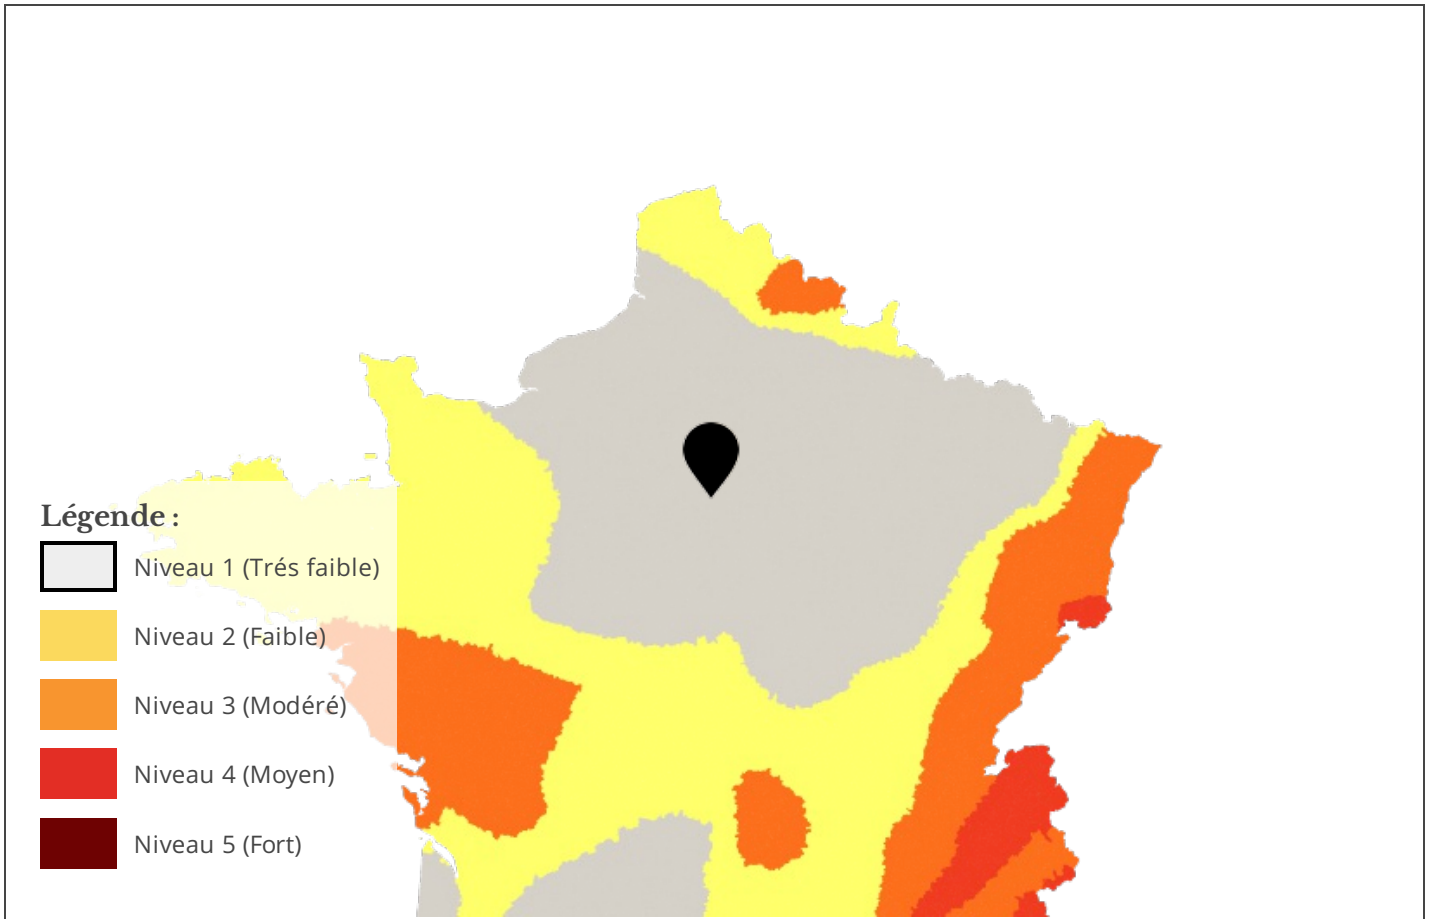 Légende :
Niveau 1 (Trés faible)
Niveau 2 (Faible)
Niveau 3 (Modéré)
Niveau 4 (Moyen)
Niveau 5 (Fort)